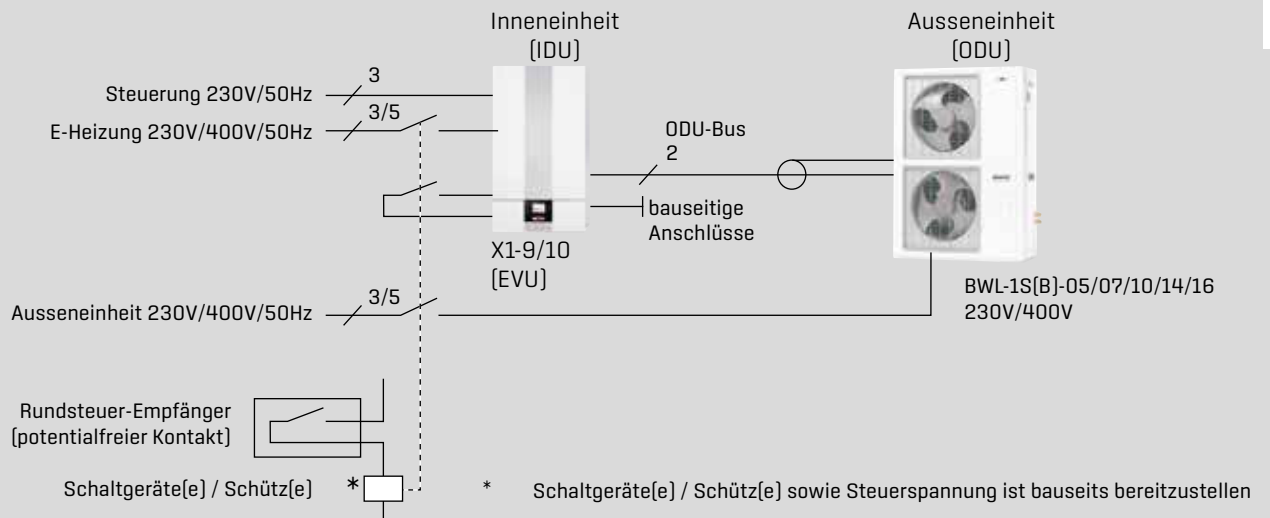 Inneneinheit
(IDU)
Ausseneinheit
(ODU)
Steuerung 230V/50Hz
3
E-Heizung 230V/400V/50Hz
3/5
ODU-Bus
2
bauseitige
Anschlüsse
X1-9/10
(EVU)
BWL-1S(B)-05/07/10/14/16
230V/400V
Ausseneinheit 230V/400V/50Hz
3/5
Rundsteuer-Empfänger
(potentialfreier Kontakt)
Schaltgeräte(e) / Schütz(e)
*
* Schaltgeräte(e) / Schütz(e) sowie Steuerspannung ist bauseits bereitzustellen